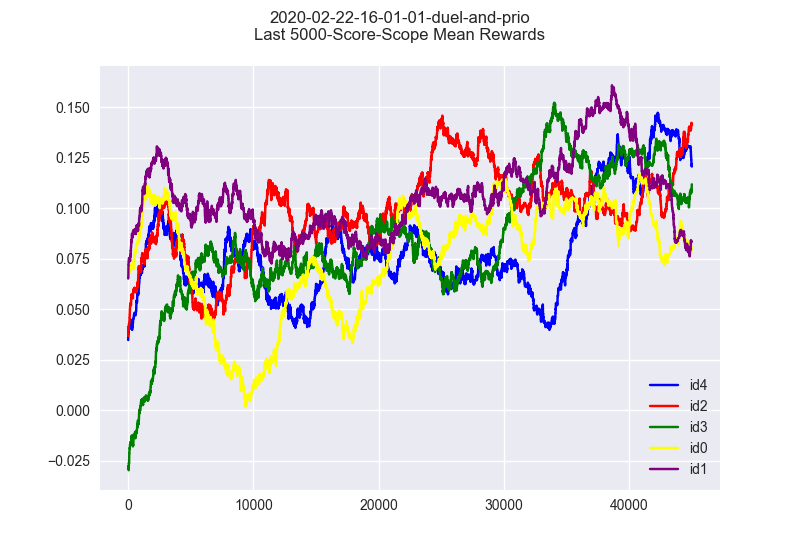 2020-02-22-16-01-01-duel-and-prio
Last 5000-Score-Scope Mean Rewards
0.150
0.125
0.100
0.075
0.050
0.025
0.000
−0.025
0
10000
20000
30000
40000
id4
id2
id3
id0
id1